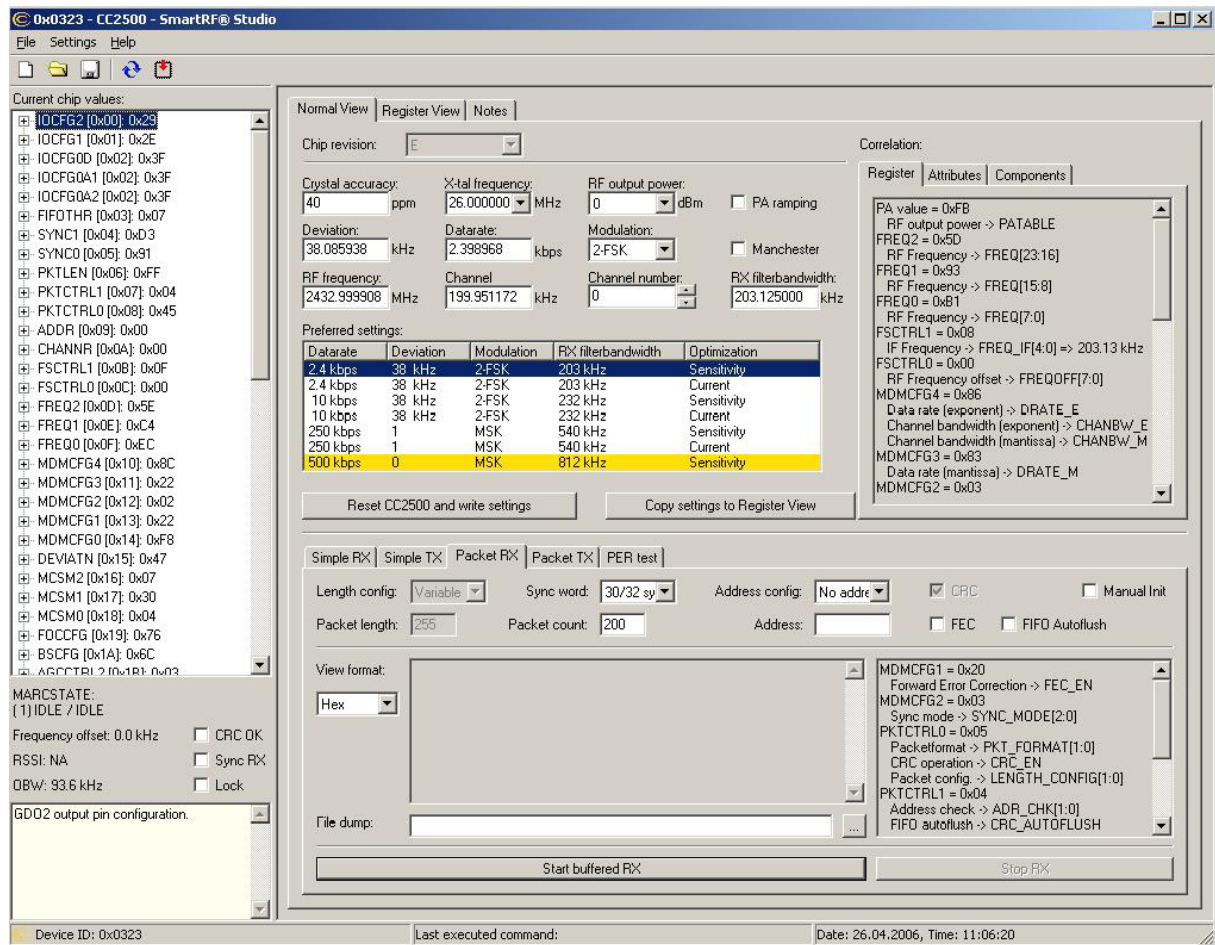 0x0323 - CC2500 - SmartRF® Studio
File Settings Help
Current chip values:
IOCFG2 [0x00]: 0x29
IOCFG1 [0x01]: 0x2E
IOCFG0D [0x02]: 0x3F
IOCFG0A1 [0x02]: 0x3F
IOCFG0A2 [0x02]: 0x3F
FIFOTHR [0x03]: 0x07
SYNC1 [0x04]: 0xD3
SYNC0 [0x05]: 0x91
PKTLEN [0x06]: 0xFF
PKTCTRL1 [0x07]: 0x04
PKTCTRL0 [0x08]: 0x45
ADDR [0x09]: 0x00
CHANNR [0x0A]: 0x00
FSCTRL1 [0x0B]: 0x0F
FSCTRL0 [0x0C]: 0x00
FREQ2 [0x0D]: 0x5E
FREQ1 [0x0E]: 0xC4
FREQ0 [0x0F]: 0xEC
MDMCFG4 [0x10]: 0x8C
MDMCFG3 [0x11]: 0x22
MDMCFG2 [0x12]: 0x02
MDMCFG1 [0x13]: 0x22
MDMCFG0 [0x14]: 0xF8
DEVIATN [0x15]: 0x47
MCSM2 [0x16]: 0x07
MCSM1 [0x17]: 0x30
MCSM0 [0x18]: 0x04
FOCCFG [0x19]: 0x76
BSCFG [0x1A]: 0x6C
AGCCTRL2 [0x1B]: 0x03
MARCSTATE:
(1) IDLE / IDLE
Frequency offset: 0.0 kHz CRC OK
RSSI: NA Sync RX
OBW: 93.6 kHz Lock
GDO2 output pin configuration.
Normal View Register View Notes
Chip revision: E
Crystal accuracy: X-tal frequency: RF output power:
40 ppm 26.000000 MHz 0 dBm PA ramping
Deviation: Datarate: Modulation:
38.085938 kHz 2.398968 kbps 2-FSK Manchester
RF frequency: Channel Channel number: RX filterbandwidth:
2432.999908 MHz 199.951172 kHz 0 203.125000 kHz
Preferred settings:
Datarate Deviation Modulation RX filterbandwidth Optimization
2.4 kbps 38 kHz 2-FSK 203 kHz Sensitivity
2.4 kbps 38 kHz 2-FSK 203 kHz Current
10 kbps 38 kHz 2-FSK 232 kHz Sensitivity
10 kbps 38 kHz 2-FSK 232 kHz Current
250 kbps 1 MSK 540 kHz Sensitivity
250 kbps 1 MSK 540 kHz Current
500 kbps 0 MSK 812 kHz Sensitivity
Reset CC2500 and write settings Copy settings to Register View
Correlation:
Register Attributes Components
PA value = 0xFB
RF output power -> PATABLE
FREQ2 = 0x5D
RF Frequency -> FREQ[23:16]
FREQ1 = 0x93
RF Frequency -> FREQ[15:8]
FREQ0 = 0xB1
RF Frequency -> FREQ[7:0]
FSCTRL1 = 0x08
IF Frequency -> FREQ_IF[4:0] => 203.13 kHz
FSCTRL0 = 0x00
RF Frequency offset -> FREQOFF[7:0]
MDMCFG4 = 0x86
Data rate (exponent) -> DRATE_E
Channel bandwidth (exponent) -> CHANBW_E
Channel bandwidth (mantissa) -> CHANBW_M
MDMCFG3 = 0x83
Data rate (mantissa) -> DRATE_M
MDMCFG2 = 0x03
Simple RX Simple TX Packet RX Packet TX PER test
Length config: Variable Sync word: 30/32 sy Address config: No addre CRC Manual Init
Packet length: 255 Packet count: 200 Address: FEC FIFO Autoflush
View format:
Hex
File dump: ...
MDMCFG1 = 0x20
Forward Error Correction -> FEC_EN
MDMCFG2 = 0x03
Sync mode -> SYNC_MODE[2:0]
PKTCTRL0 = 0x05
Packetformat -> PKT_FORMAT[1:0]
CRC operation -> CRC_EN
Packet config. -> LENGTH_CONFIG[1:0]
PKTCTRL1 = 0x04
Address check -> ADR_CHK[1:0]
FIFO autoflush -> CRC_AUTOFLUSH
Start buffered RX Stop RX
Device ID: 0x0323 Last executed command: Date: 26.04.2006, Time: 11:06:20